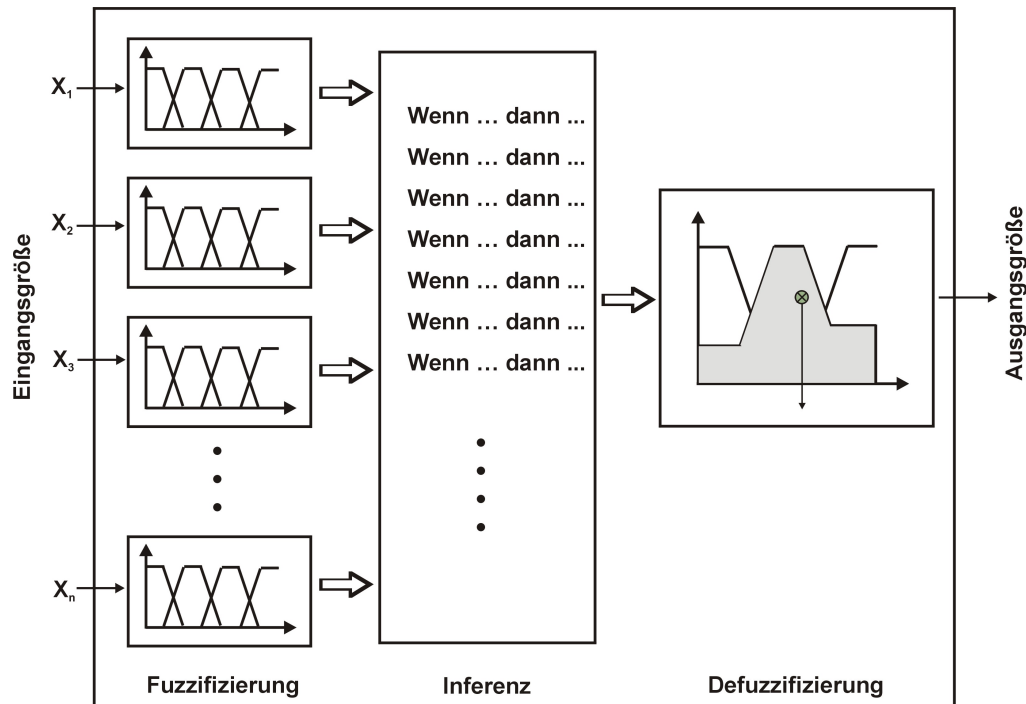 Eingangsgröße
X1
X2
X3
Xn
Wenn … dann ...
Wenn … dann ...
Wenn … dann ...
Wenn … dann ...
Wenn … dann ...
Wenn … dann ...
Wenn … dann ...
Ausgangsgröße
Fuzzifizierung
Inferenz
Defuzzifizierung